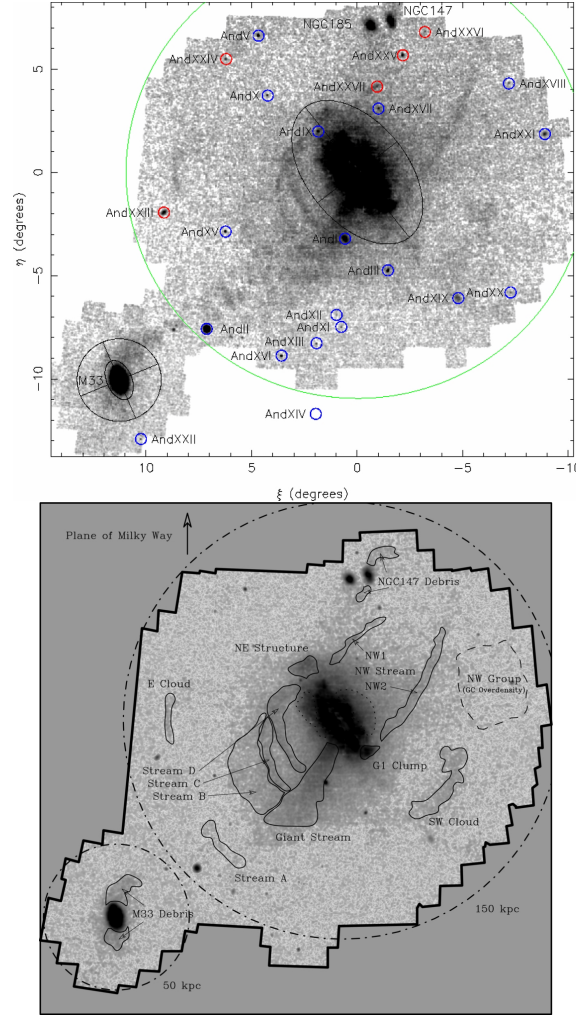 NGC147
NGC185
AndXXVI
AndV
AndXXIV
AndXXV
AndXXVII
AndXVIII
AndX
AndXVII
AndIX
AndXXI
AndXXIII
AndXV
AndI
AndIII
AndXIX
AndXX
AndXII
AndXI
AndII
AndXIII
AndXVI
M33
AndXIV
AndXXII
5
0
−5
−10
η (degrees)
10
5
0
−5
−10
ξ (degrees)
Plane of Milky Way
NGC147 Debris
NE Structure
NW1
NW Stream
NW2
NW Group
(GC Overdensity)
E Cloud
G1 Clump
Stream D
Stream C
Stream B
SW Cloud
Giant Stream
Stream A
M33 Debris
150 kpc
50 kpc